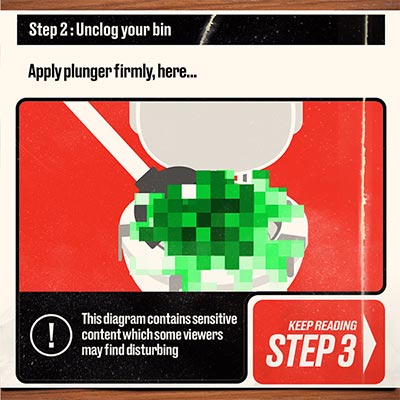 Step 2 : Unclog your bin
Apply plunger firmly, here...
This diagram contains sensitive
content which some viewers
may find disturbing
KEEP READING
STEP 3
!